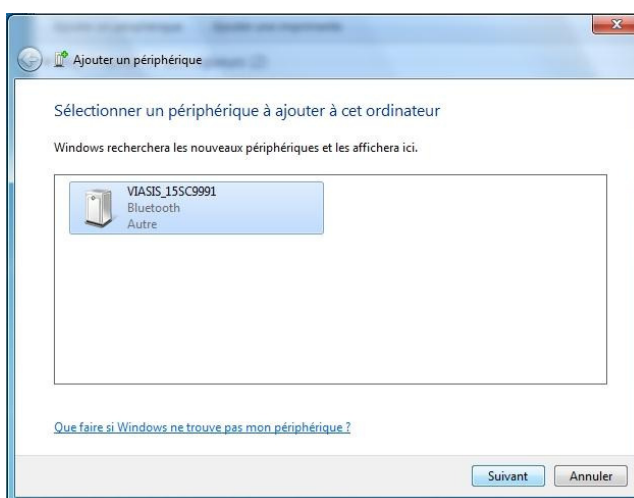 Ajouter un périphérique
Sélectionner un périphérique à ajouter à cet ordinateur
Windows recherchera les nouveaux périphériques et les affichera ici.
VIASIS_15SC9991
Bluetooth
Autre
Que faire si Windows ne trouve pas mon périphérique ?
Suivant
Annuler